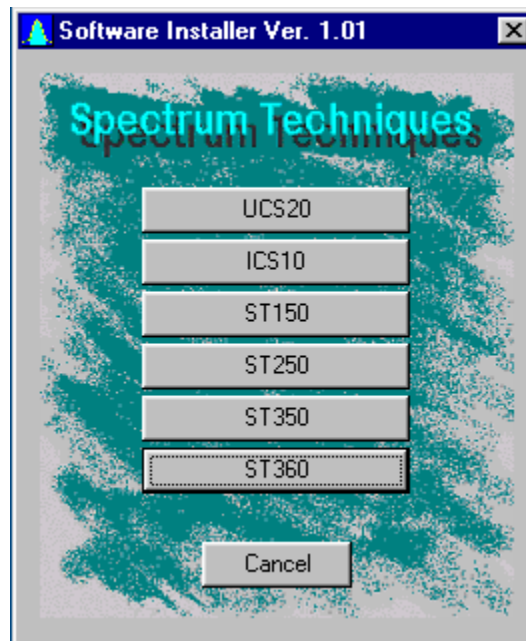 Software Installer Ver. 1.01
Spectrum Techniques
UCS20
ICS10
ST150
ST250
ST350
ST360
Cancel